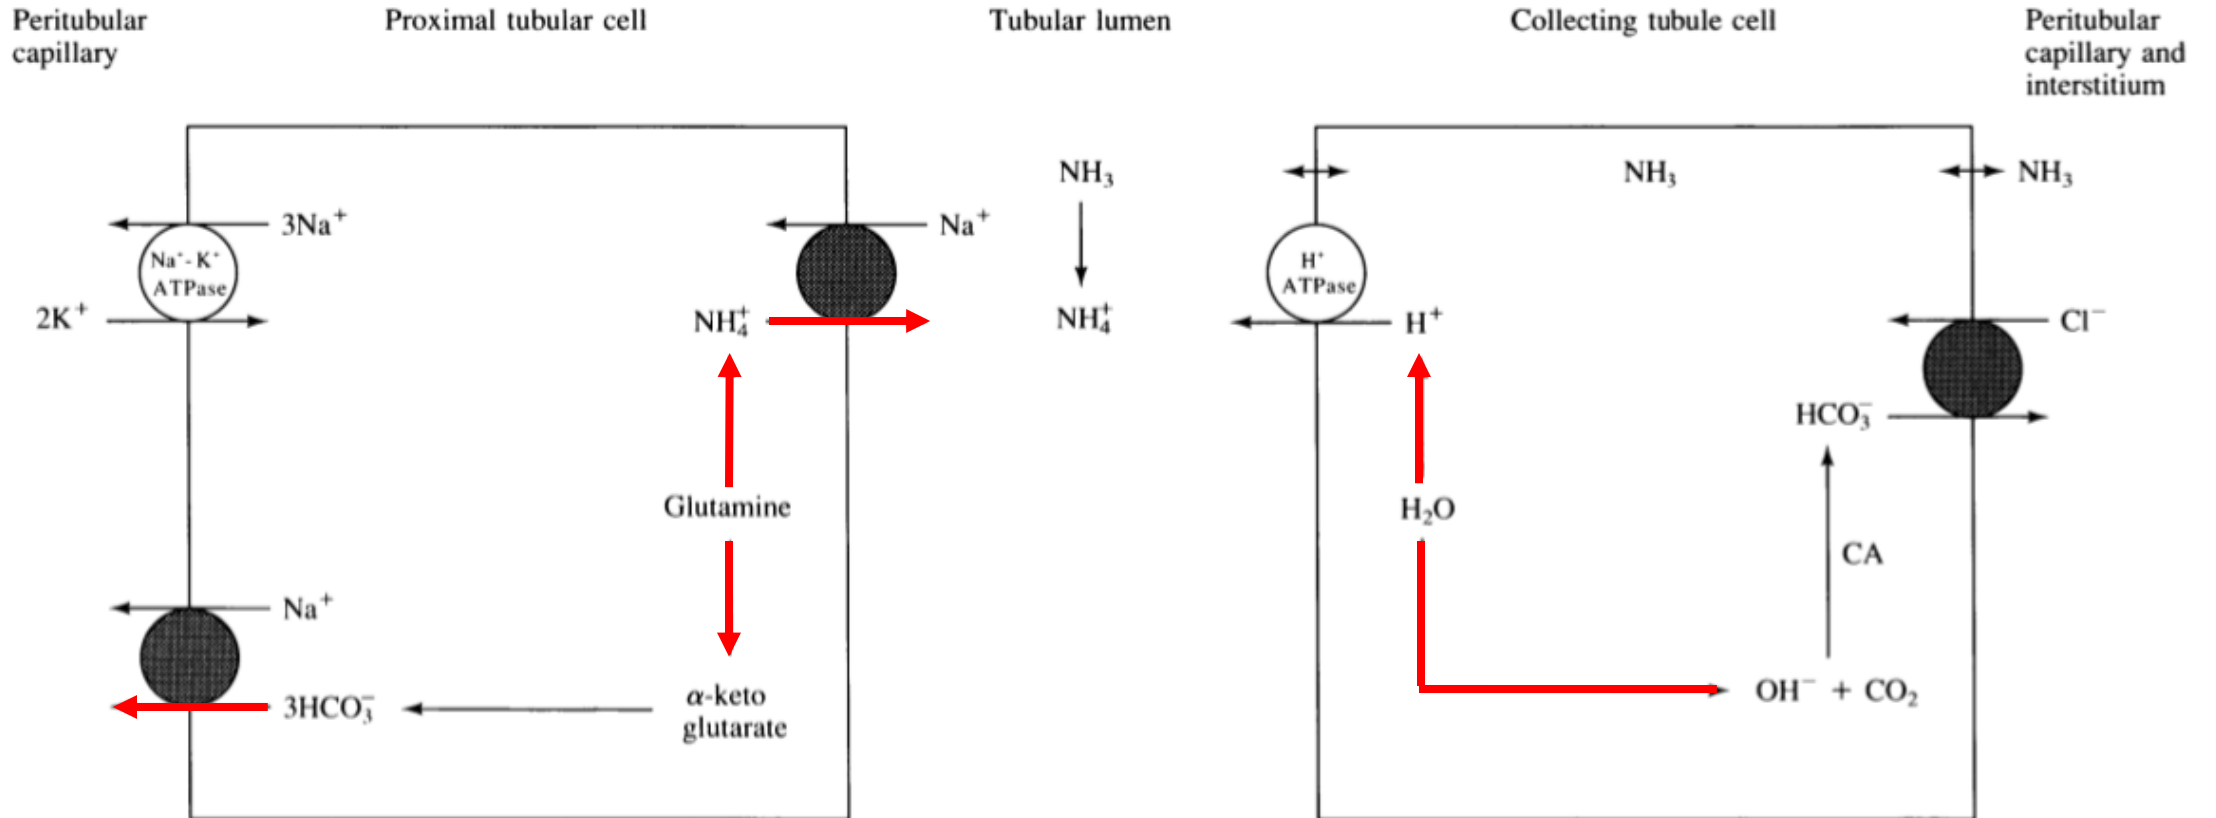 Peritubular
capillary
Proximal tubular cell
Tubular lumen
Collecting tubule cell
Peritubular
capillary and
interstitium
3Na⁺
Na⁺-K⁺
ATPase
2K⁺
Na⁺
NH₄⁺
Glutamine
α-keto
glutarate
Na⁺
3HCO₃⁻
NH₃
NH₄⁺
NH₃
NH₃
H⁺
ATPase
H⁺
Cl⁻
HCO₃⁻
H₂O
CA
OH⁻ + CO₂